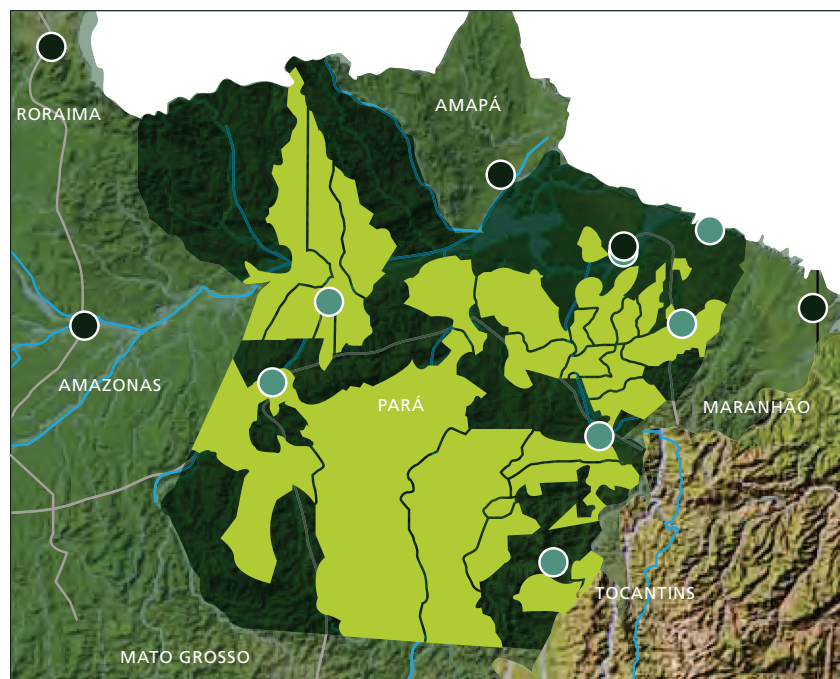 AMAPÁ
RORAIMA
AMAZONAS
PARÁ
MARANHÃO
TOCANTINS
MATO GROSSO